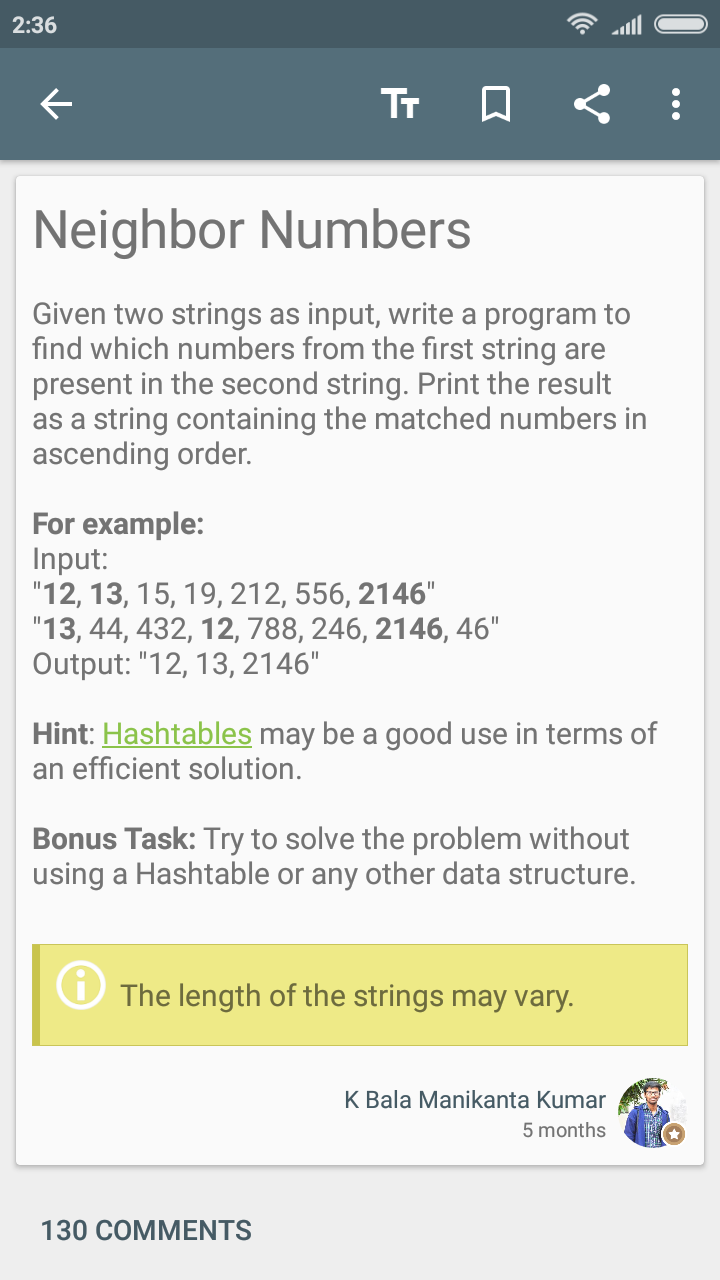 2:36
Neighbor Numbers
Given two strings as input, write a program to
find which numbers from the first string are
present in the second string. Print the result
as a string containing the matched numbers in
ascending order.
For example:
Input:
"12, 13, 15, 19, 212, 556, 2146"
"13, 44, 432, 12, 788, 246, 2146, 46"
Output: "12, 13, 2146"
Hint: Hashtables may be a good use in terms of
an efficient solution.
Bonus Task: Try to solve the problem without
using a Hashtable or any other data structure.
The length of the strings may vary.
K Bala Manikanta Kumar
5 months
130 COMMENTS